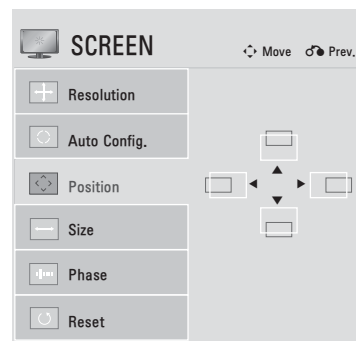 SCREEN
Move Prev.
Resolution
Auto Config.
Position
Size
Phase
Reset